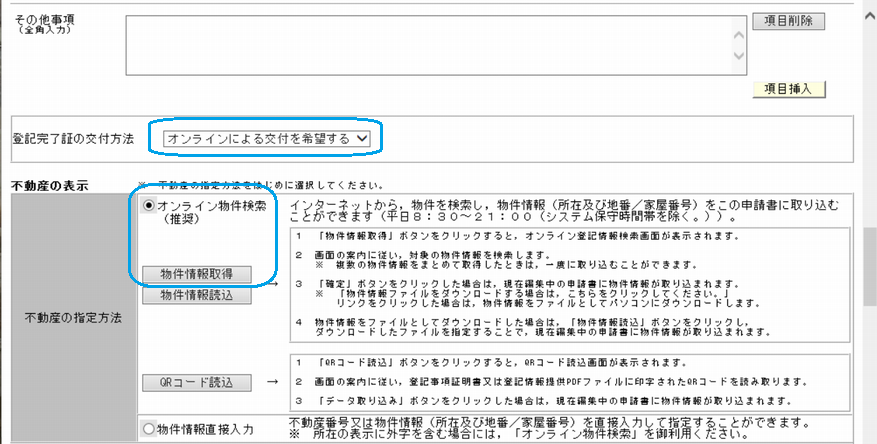 その他事項
（全角入力）
項目削除
項目挿入
登記完了証の交付方法
オンラインによる交付を希望する
不動産の表示
※ 不動産の指定方法をはじめに選択してください。
不動産の指定方法
オンライン物件検索
（推奨）
物件情報取得
物件情報読込
→
インターネットから，物件を検索し，物件情報（所在及び地番／家屋番号）をこの申請書に取り込む
ことができます（平日８：３０～２１：００（システム保守時間帯を除く。））。
1 「物件情報取得」ボタンをクリックすると，オンライン登記情報検索画面が表示されます。
2 画面の案内に従い，対象の物件情報を検索します。
※ 複数の物件情報をまとめて取得したときは，一度に取り込むことができます。
3 「確定」ボタンをクリックした場合は，現在編集中の申請書に物件情報が取り込まれます。
※ 「物件情報ファイルをダウンロードする場合は，こちらをクリックしてください。」
リンクをクリックした場合は，物件情報をファイルとしてパソコンにダウンロードします。
4 物件情報をファイルとしてダウンロードした場合は，「物件情報読込」ボタンをクリックし，
ダウンロードしたファイルを指定することで，現在編集中の申請書に物件情報が取り込まれます。
QRコード読込
→
1 「QRコード読込」ボタンをクリックすると，QRコード読込画面が表示されます。
2 画面の案内に従い，登記事項証明書又は登記情報提供PDFファイルに印字されたQRコードを読み取ります。
3 「データ取り込み」ボタンをクリックした場合は，現在編集中の申請書に物件情報が取り込まれます。
物件情報直接入力
不動産番号又は物件情報（所在及び地番／家屋番号）を直接入力して指定することができます。
※ 所在の表示に外字を含む場合には，「オンライン物件検索」を御利用ください。